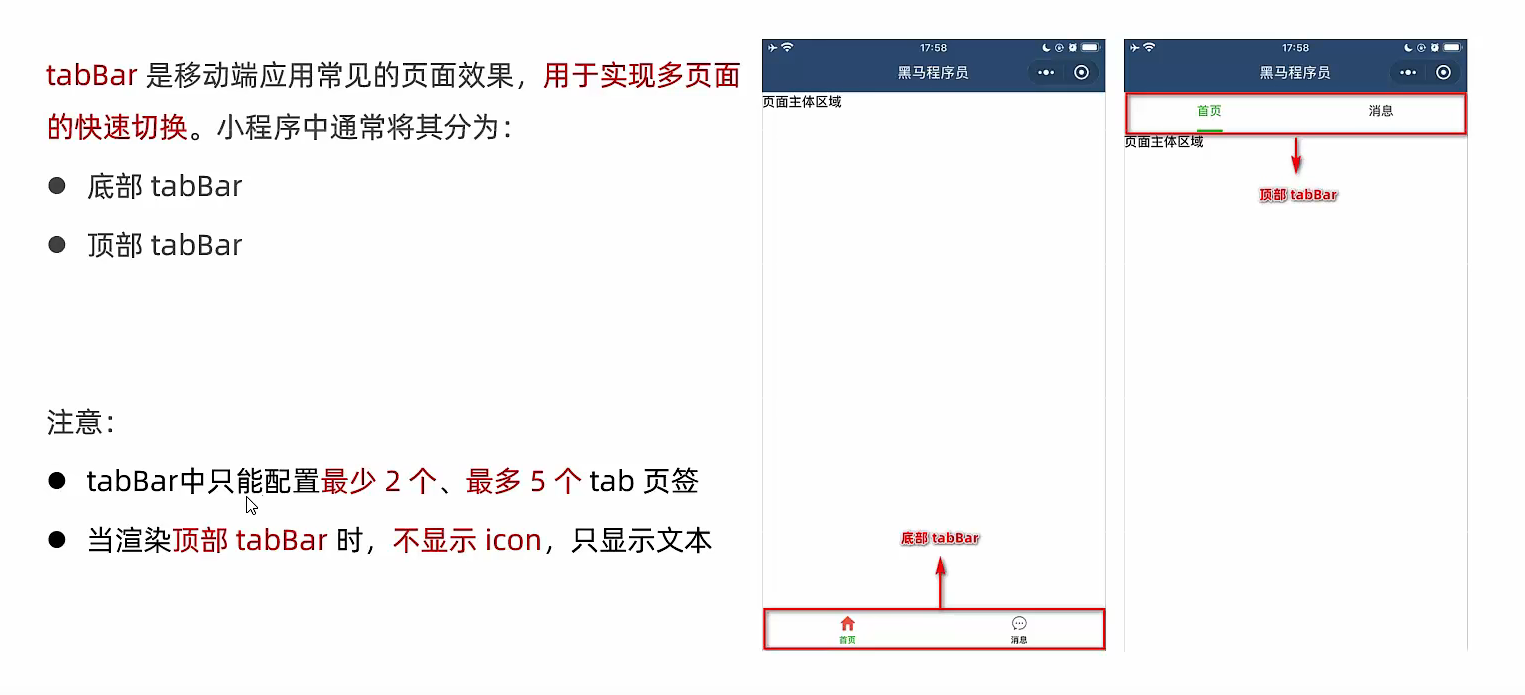 tabBar 是移动端应用常见的页面效果，用于实现多页面
的快速切换。小程序中通常将其分为：
● 底部 tabBar
● 顶部 tabBar
注意：
● tabBar中只能配置最少 2 个、最多 5 个 tab 页签
● 当渲染顶部 tabBar 时，不显示 icon，只显示文本
17:58
黑马程序员
页面主体区域
底部 tabBar
首页
消息
17:58
黑马程序员
首页
消息
页面主体区域
顶部 tabBar